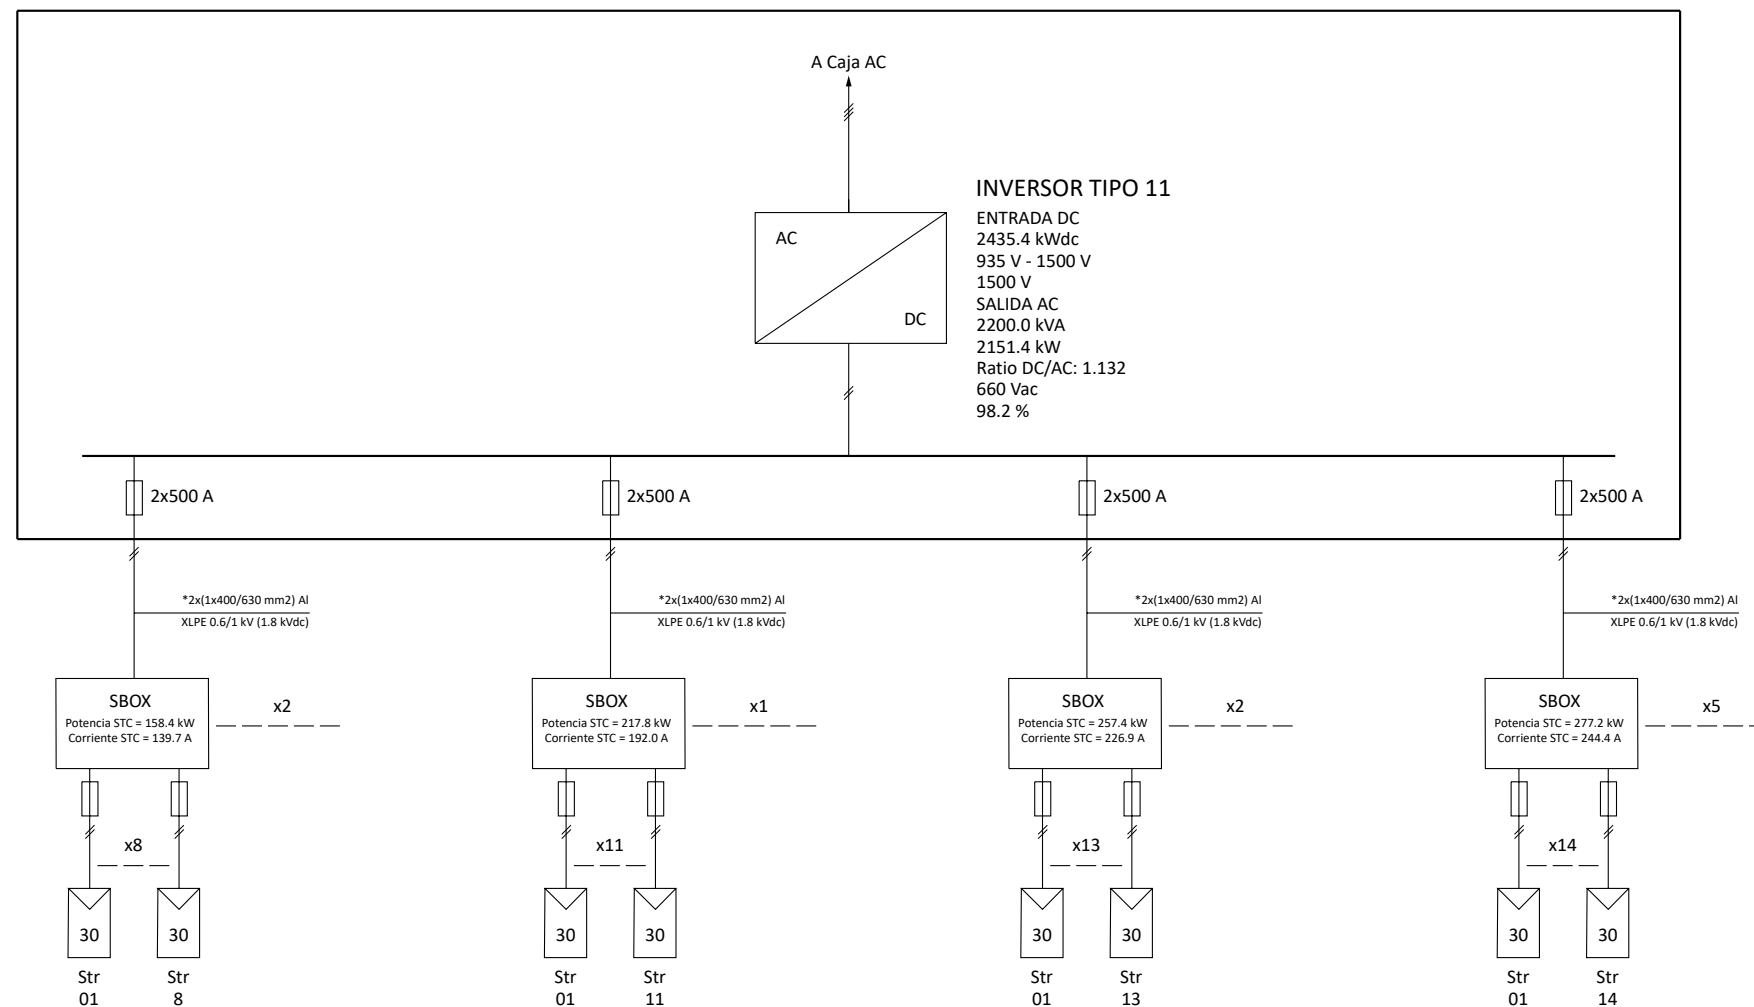 A Caja AC
INVERSOR TIPO 11
ENTRADA DC
2435.4 kWdc
935 V - 1500 V
1500 V
SALIDA AC
2200.0 kVA
2151.4 kW
Ratio DC/AC: 1.132
660 Vac
98.2 %
AC
DC
2x500 A
2x500 A
2x500 A
2x500 A
*2x(1x400/630 mm2) Al
XLPE 0.6/1 kV (1.8 kVdc)
*2x(1x400/630 mm2) Al
XLPE 0.6/1 kV (1.8 kVdc)
*2x(1x400/630 mm2) Al
XLPE 0.6/1 kV (1.8 kVdc)
*2x(1x400/630 mm2) Al
XLPE 0.6/1 kV (1.8 kVdc)
SBOX
Potencia STC = 158.4 kW
Corriente STC = 139.7 A
x2
SBOX
Potencia STC = 217.8 kW
Corriente STC = 192.0 A
x1
SBOX
Potencia STC = 257.4 kW
Corriente STC = 226.9 A
x2
SBOX
Potencia STC = 277.2 kW
Corriente STC = 244.4 A
x5
x8
30
30
Str
01
Str
8
x11
30
30
Str
01
Str
11
x13
30
30
Str
01
Str
13
x14
30
30
Str
01
Str
14